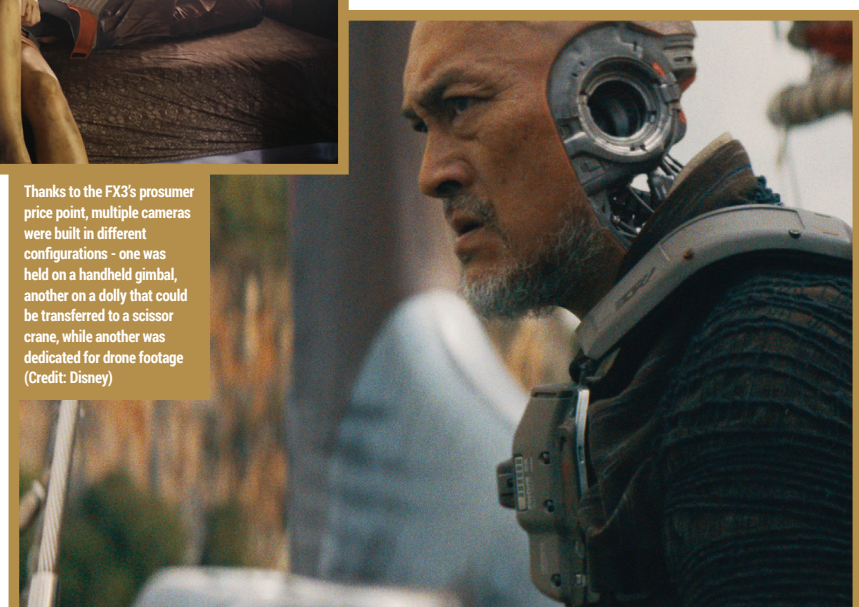 Thanks to the FX3's prosumer
price point, multiple cameras
were built in different
configurations - one was
held on a handheld gimbal,
another on a dolly that could
be transferred to a scissor
crane, while another was
dedicated for drone footage
(Credit: Disney)